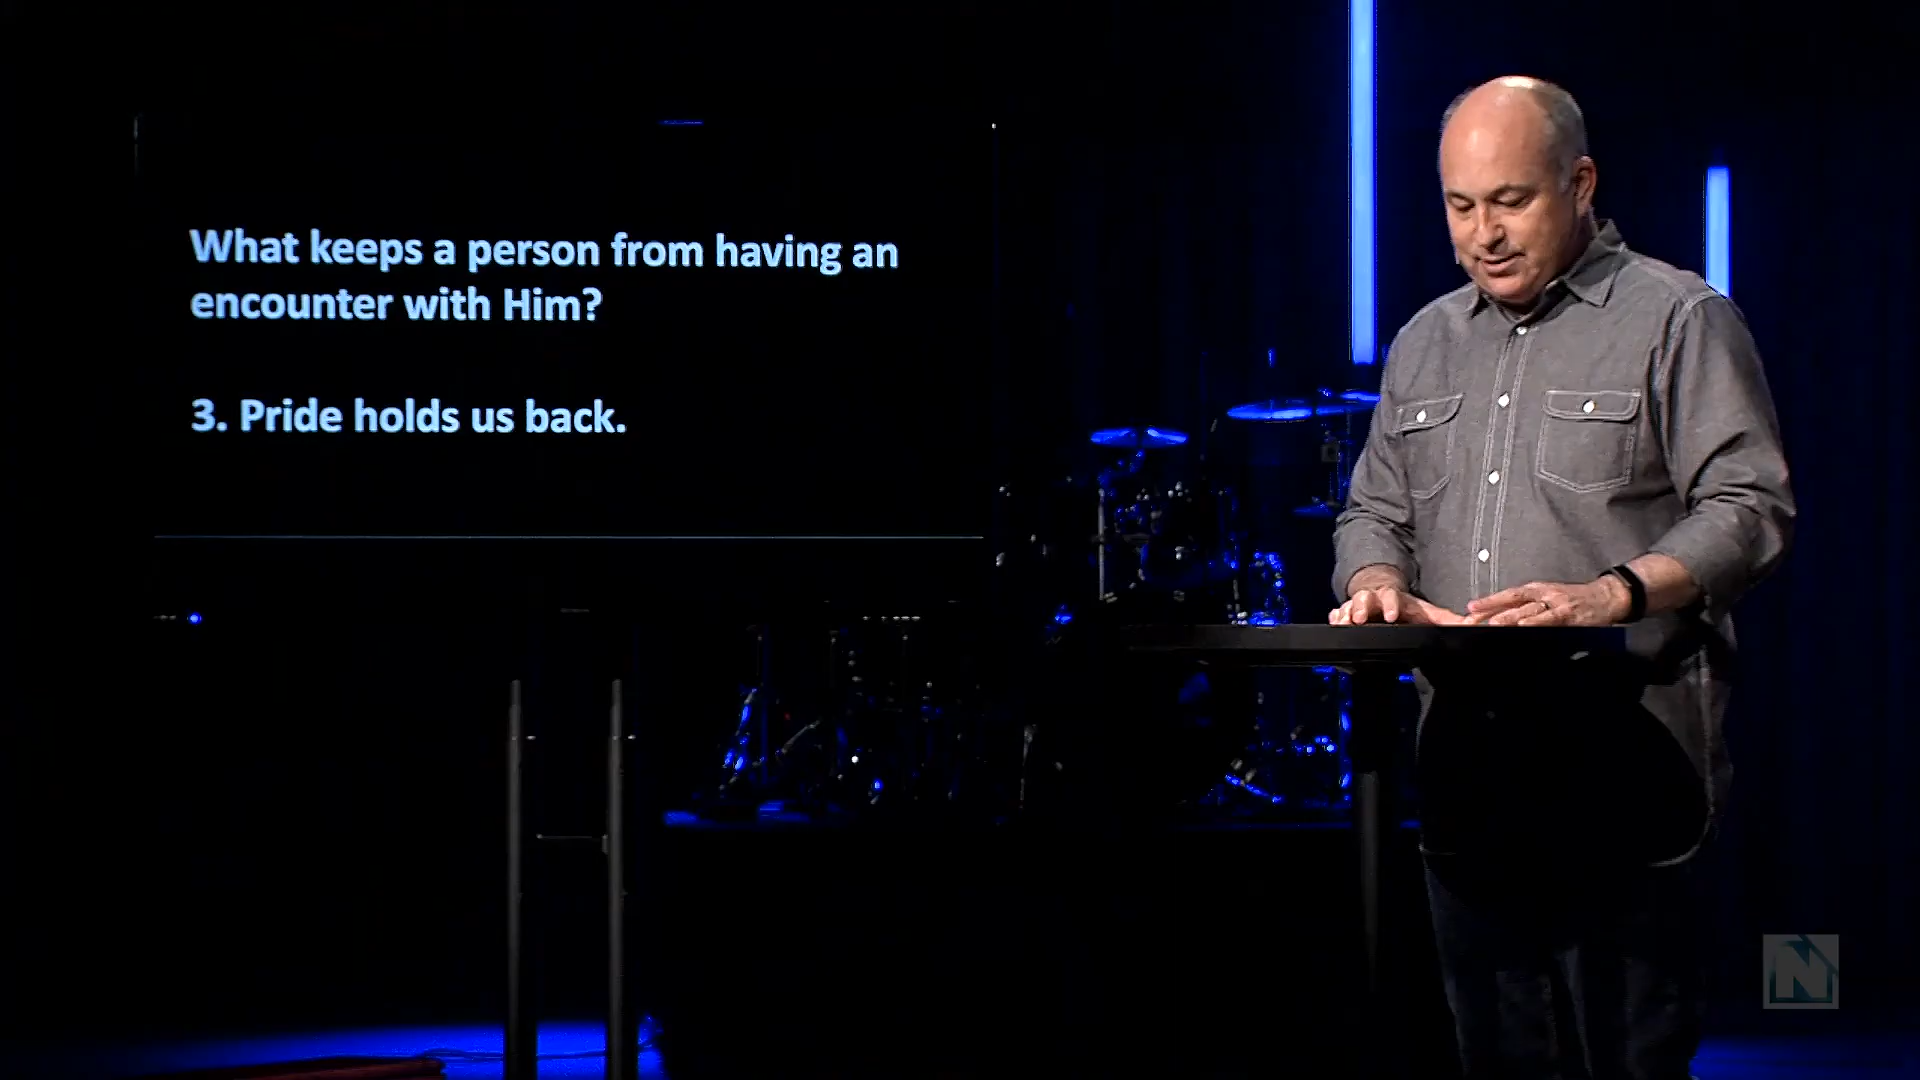 What keeps a person from having an
encounter with Him?
3. Pride holds us back.
N